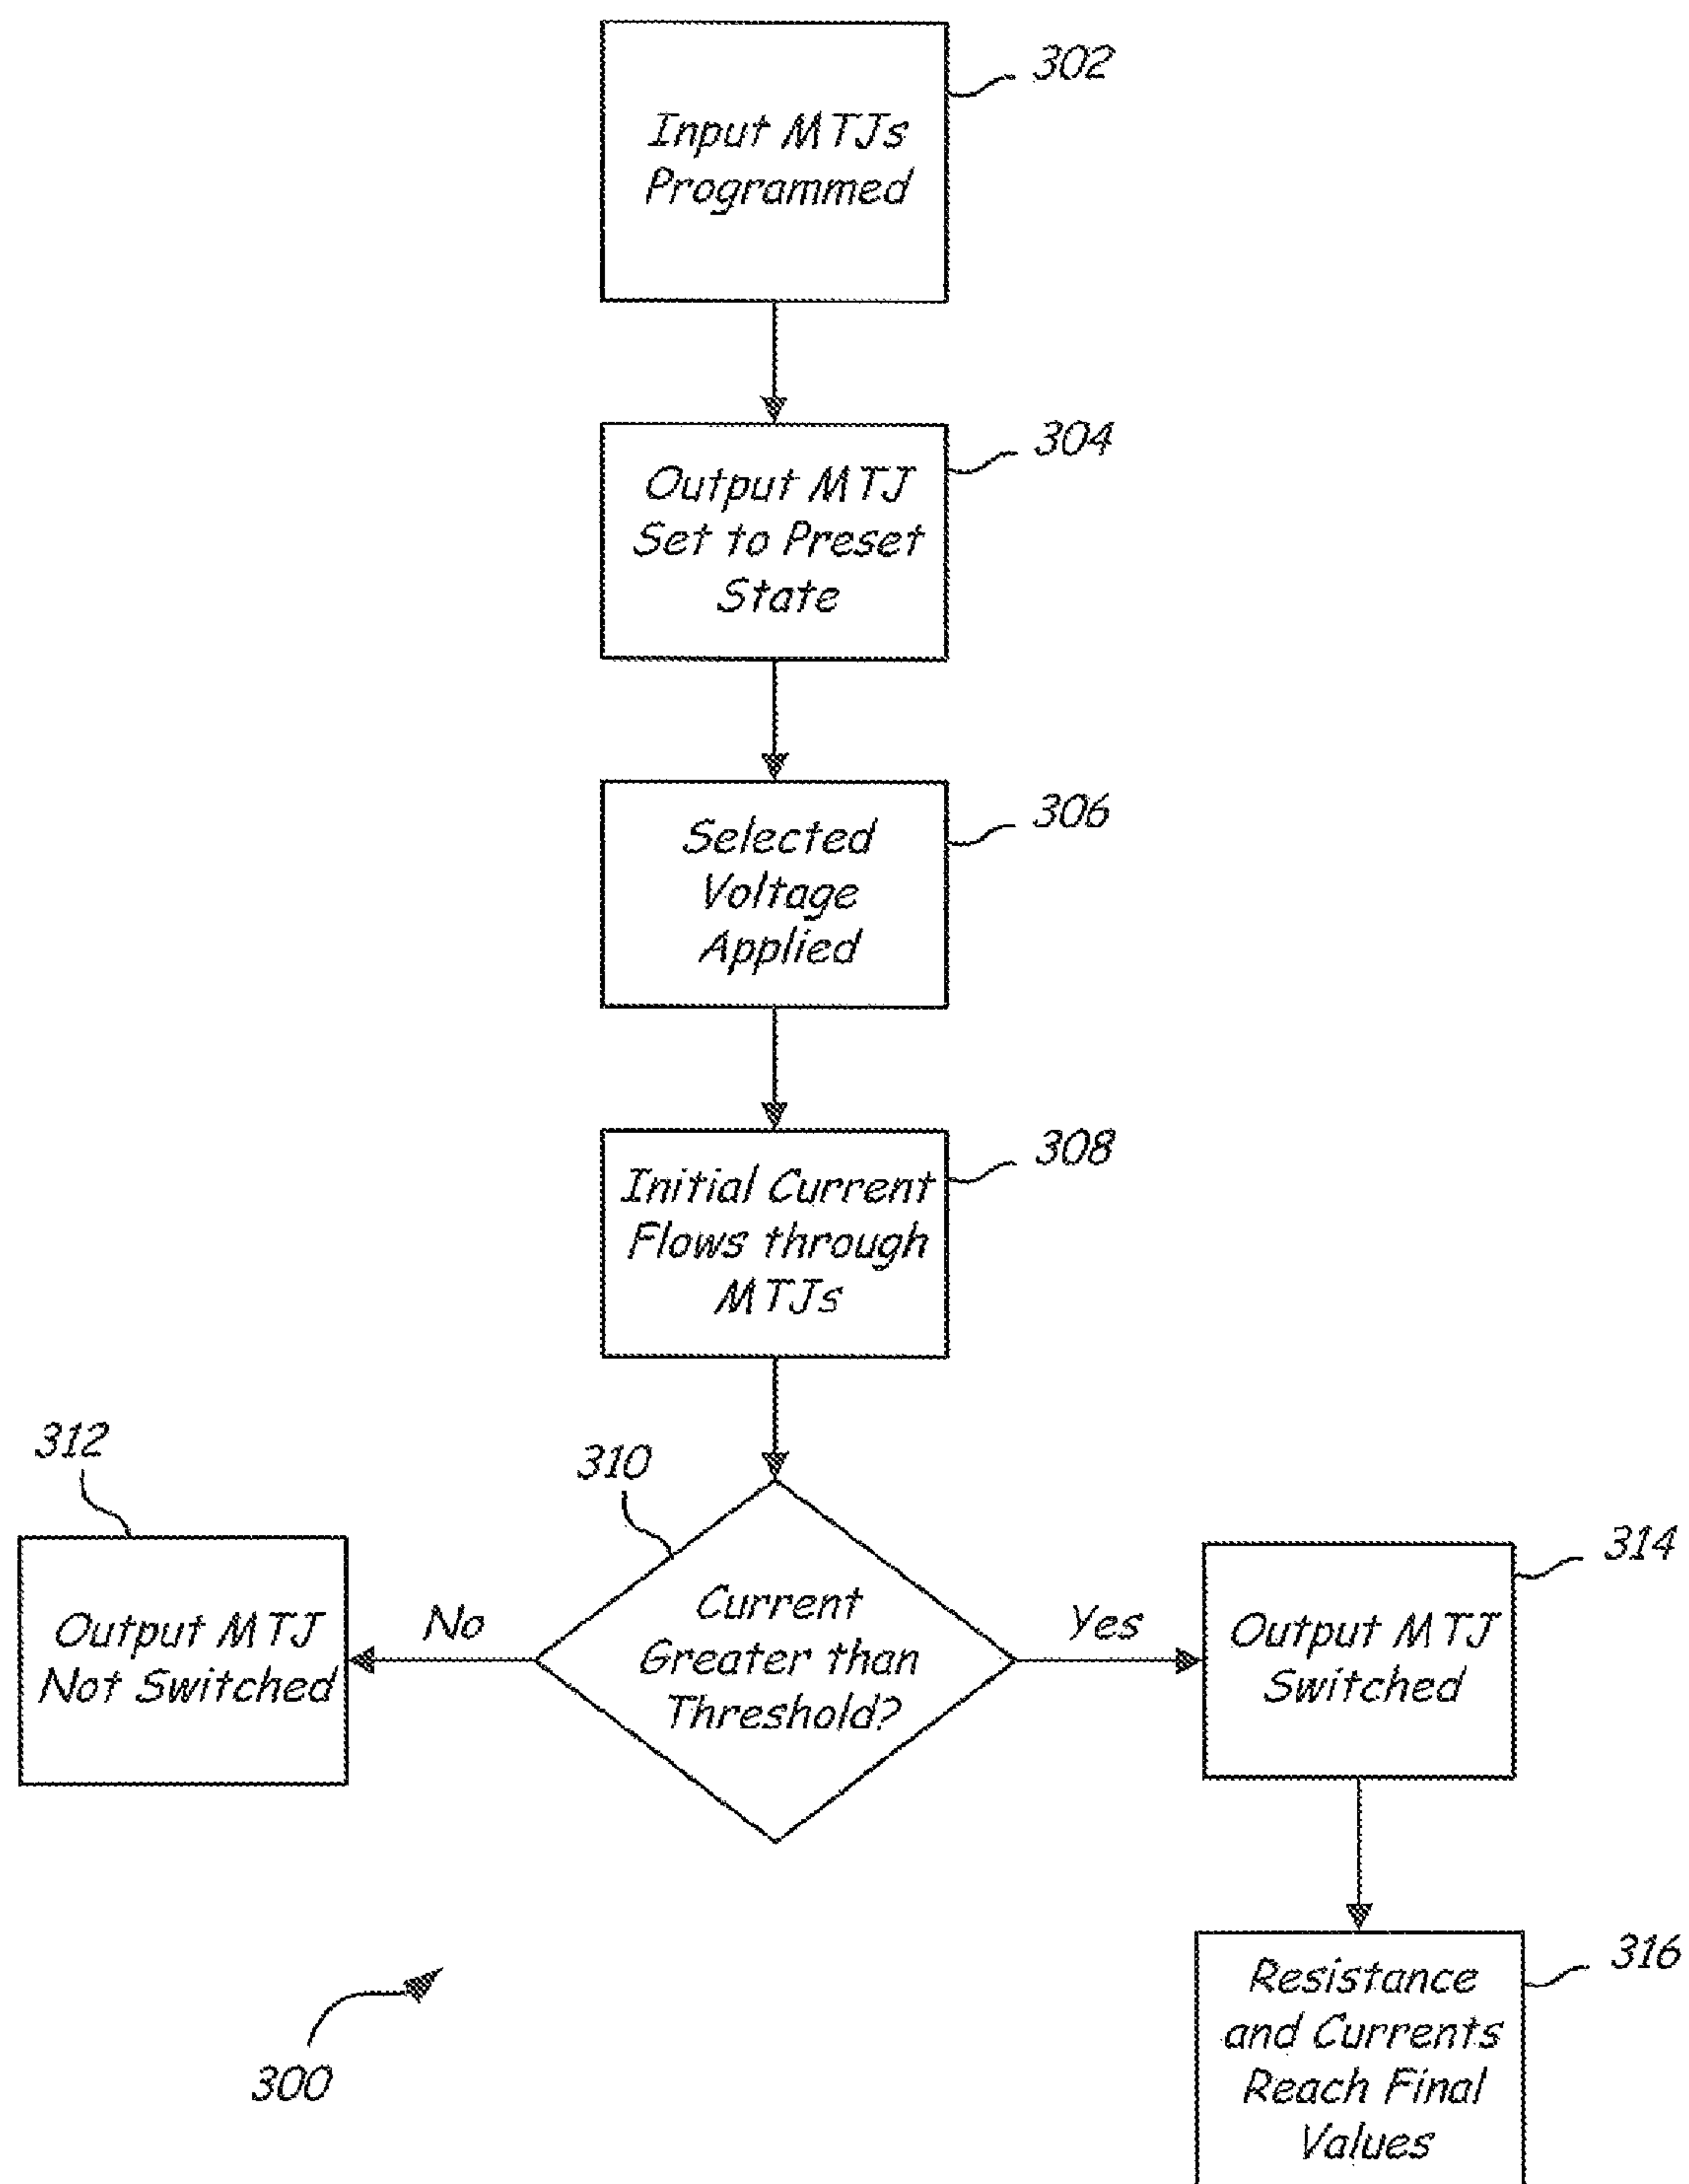 302
Input MTJs
Programmed
304
Output MTJ
Set to Preset
State
306
Selected
Voltage
Applied
308
Initial Current
Flows through
MTJs
312
310
314
Output MTJ
Not Switched
No
Current
Greater than
Threshold?
Yes
Output MTJ
Switched
316
Resistance
and Currents
Reach Final
Values
300